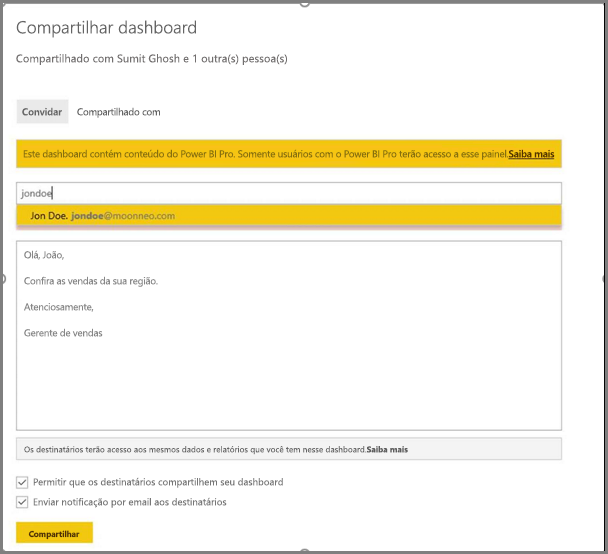 Compartilhar dashboard
Compartilhado com Sumit Ghosh e 1 outra(s) pessoa(s)
Convidar Compartilhado com
Este dashboard contém conteúdo do Power BI Pro. Somente usuários com o Power BI Pro terão acesso a esse painel.Saiba mais
jondoe
Jon Doe. jondoe@moonneo.com
Olá, João,
Confira as vendas da sua região.
Atenciosamente,
Gerente de vendas
Os destinatários terão acesso aos mesmos dados e relatórios que você tem nesse dashboard.Saiba mais
Permitir que os destinatários compartilhem seu dashboard
Enviar notificação por email aos destinatários
Compartilhar